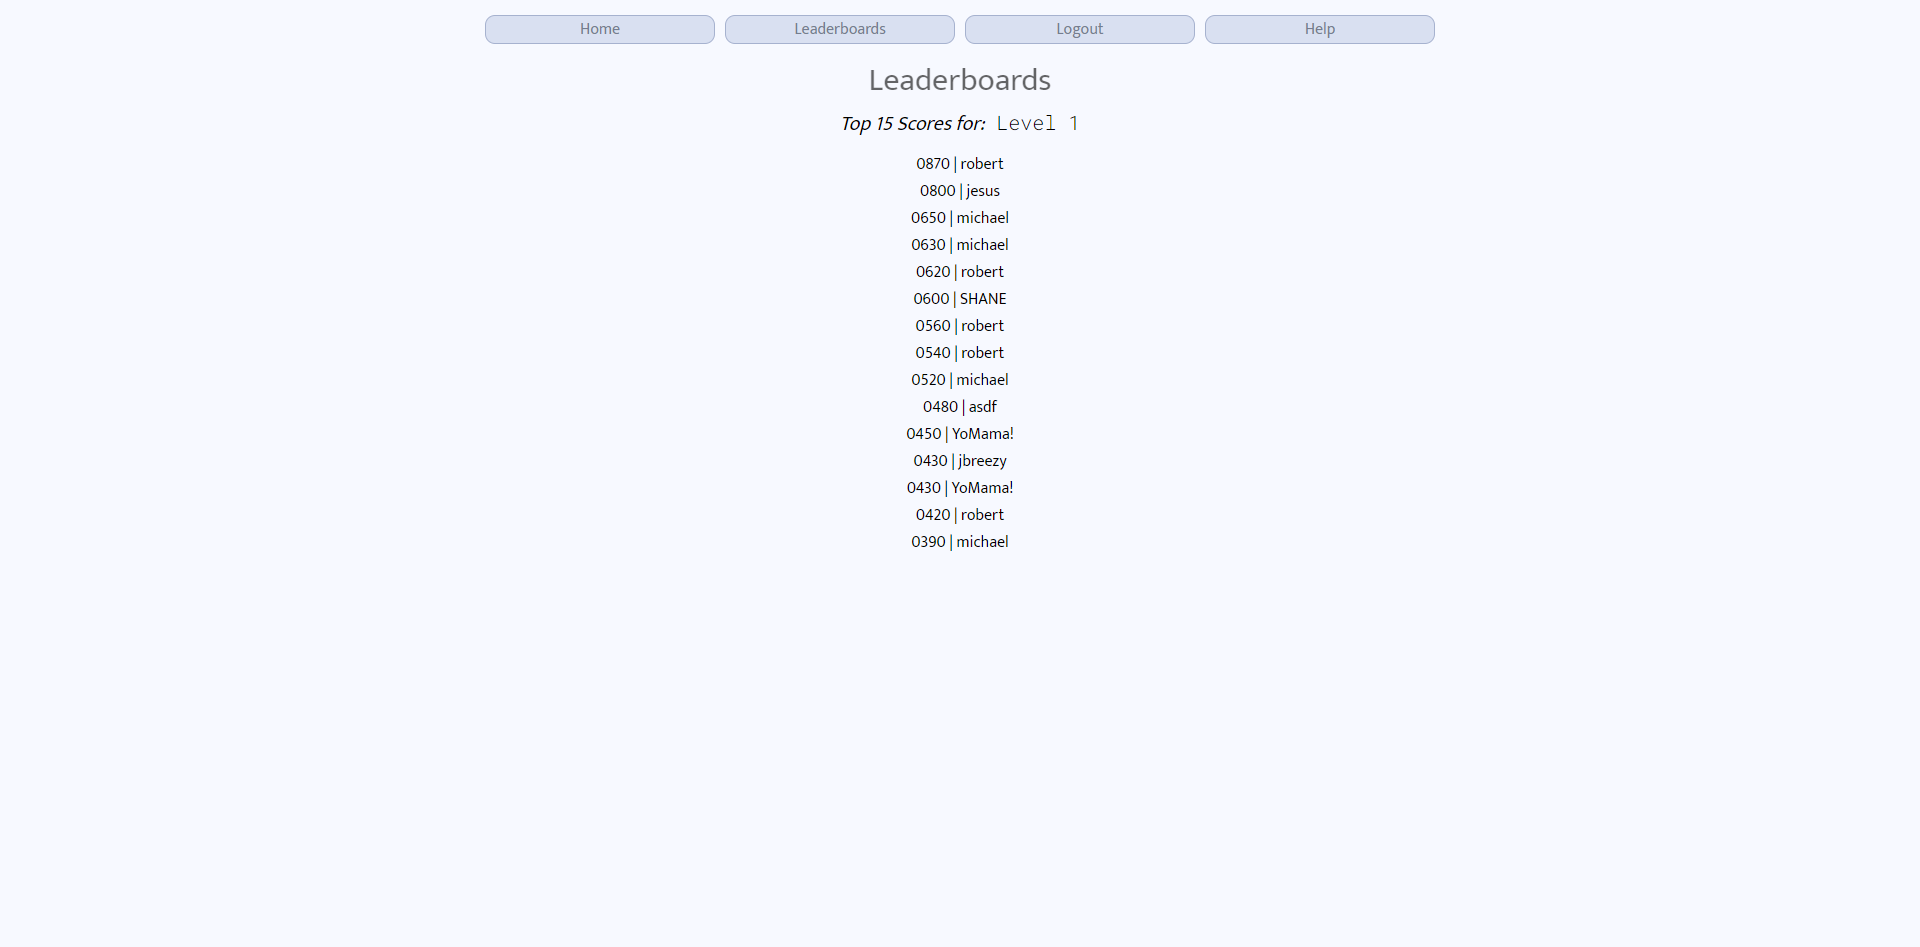 Home Leaderboards Logout Help
Leaderboards
Top 15 Scores for: Level 1
0870 | robert
0800 | jesus
0650 | michael
0630 | michael
0620 | robert
0600 | SHANE
0560 | robert
0540 | robert
0520 | michael
0480 | asdf
0450 | YoMama!
0430 | jbreezy
0430 | YoMama!
0420 | robert
0390 | michael